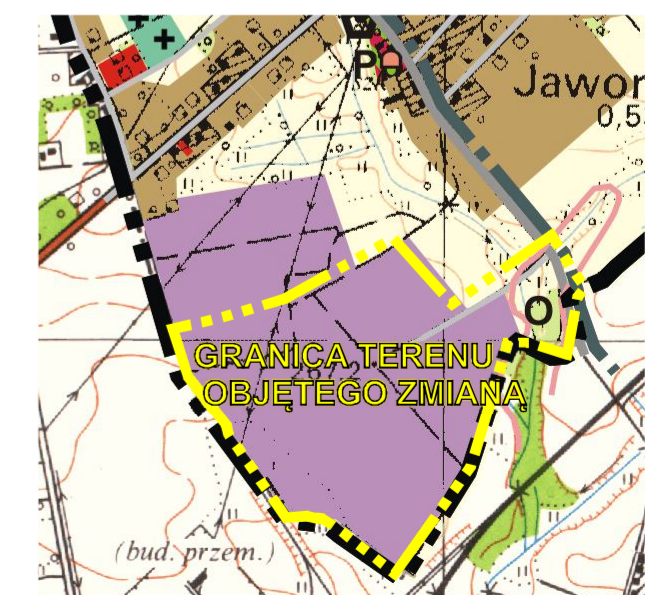 P
Jawor
0,5
O
GRANICA TERENU
OBJĘTEGO ZMIANĄ
(bud. przem.)